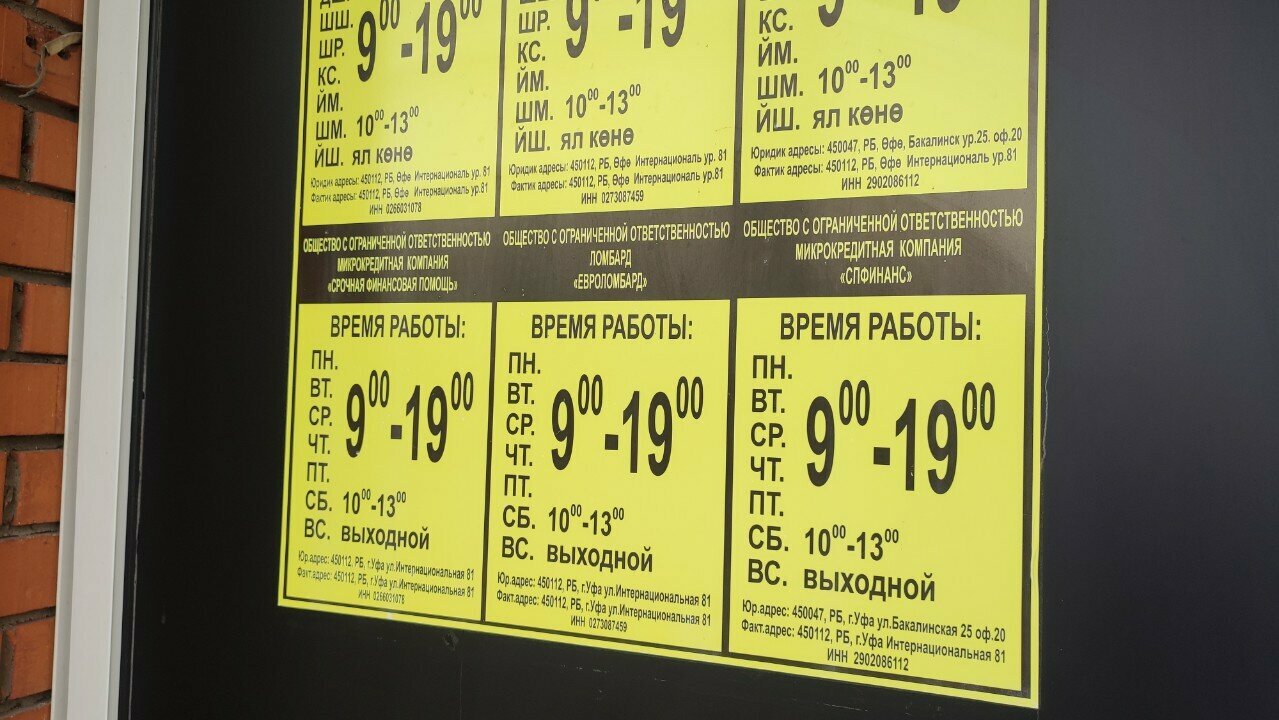 ШШ.
ШР.
КС.
ЙМ.
9⁰⁰-19⁰⁰
ШМ. 10⁰⁰-13⁰⁰
ЙШ. ял көнө
Юридик адресы: 450112, РБ, Өфө Интернациональ ур. 81
Фактик адресы: 450112, РБ, Өфө Интернациональ ур.81
ИНН 0266031078
ШР.
КС.
ЙМ.
9⁰⁰-19
ШМ. 10⁰⁰-13⁰⁰
ЙШ. ял көнө
Юридик адресы: 450112, РБ, Өфө Интернациональ ур. 81
Фактик адресы: 450112, РБ, Өфө Интернациональ ур.81
ИНН 0273087459
КС.
ЙМ.
ШМ. 10⁰⁰-13⁰⁰
ЙШ. ял көнө
Юридик адресы: 450047, РБ, Өфө, Бакалинск ур.25. оф.20
Фактик адресы: 450112, РБ, Өфө Интернациональ ур.81
ИНН 2902086112
ОБЩЕСТВО С ОГРАНИЧЕННОЙ ОТВЕТСТВЕННОСТЬЮ
МИКРОКРЕДИТНАЯ КОМПАНИЯ
«СРОЧНАЯ ФИНАНСОВАЯ ПОМОЩЬ»
ВРЕМЯ РАБОТЫ:
ПН.
ВТ.
СР.
ЧТ.
ПТ.
9⁰⁰-19⁰⁰
СБ. 10⁰⁰-13⁰⁰
ВС. выходной
Юр.адрес: 450112, РБ, г.Уфа ул.Интернациональная 81
Факт.адрес: 450112, РБ, г.Уфа ул.Интернациональная 81
ИНН 0266031078
ОБЩЕСТВО С ОГРАНИЧЕННОЙ ОТВЕТСТВЕННОСТЬЮ
ЛОМБАРД
«ЕВРОЛОМБАРД»
ВРЕМЯ РАБОТЫ:
ПН.
ВТ.
СР.
ЧТ.
ПТ.
9⁰⁰-19⁰⁰
СБ. 10⁰⁰-13⁰⁰
ВС. выходной
Юр.адрес: 450112, РБ, г.Уфа ул.Интернациональная 81
Факт.адрес: 450112, РБ, г.Уфа ул.Интернациональная 81
ИНН 0273087459
ОБЩЕСТВО С ОГРАНИЧЕННОЙ ОТВЕТСТВЕННОСТЬЮ
МИКРОКРЕДИТНАЯ КОМПАНИЯ
«СПФИНАНС»
ВРЕМЯ РАБОТЫ:
ПН.
ВТ.
СР.
ЧТ.
ПТ.
9⁰⁰-19⁰⁰
СБ. 10⁰⁰-13⁰⁰
ВС. выходной
Юр.адрес: 450047, РБ, г.Уфа ул.Бакалинская 25 оф.20
Факт.адрес: 450112, РБ, г.Уфа Интернациональная 81
ИНН 2902086112